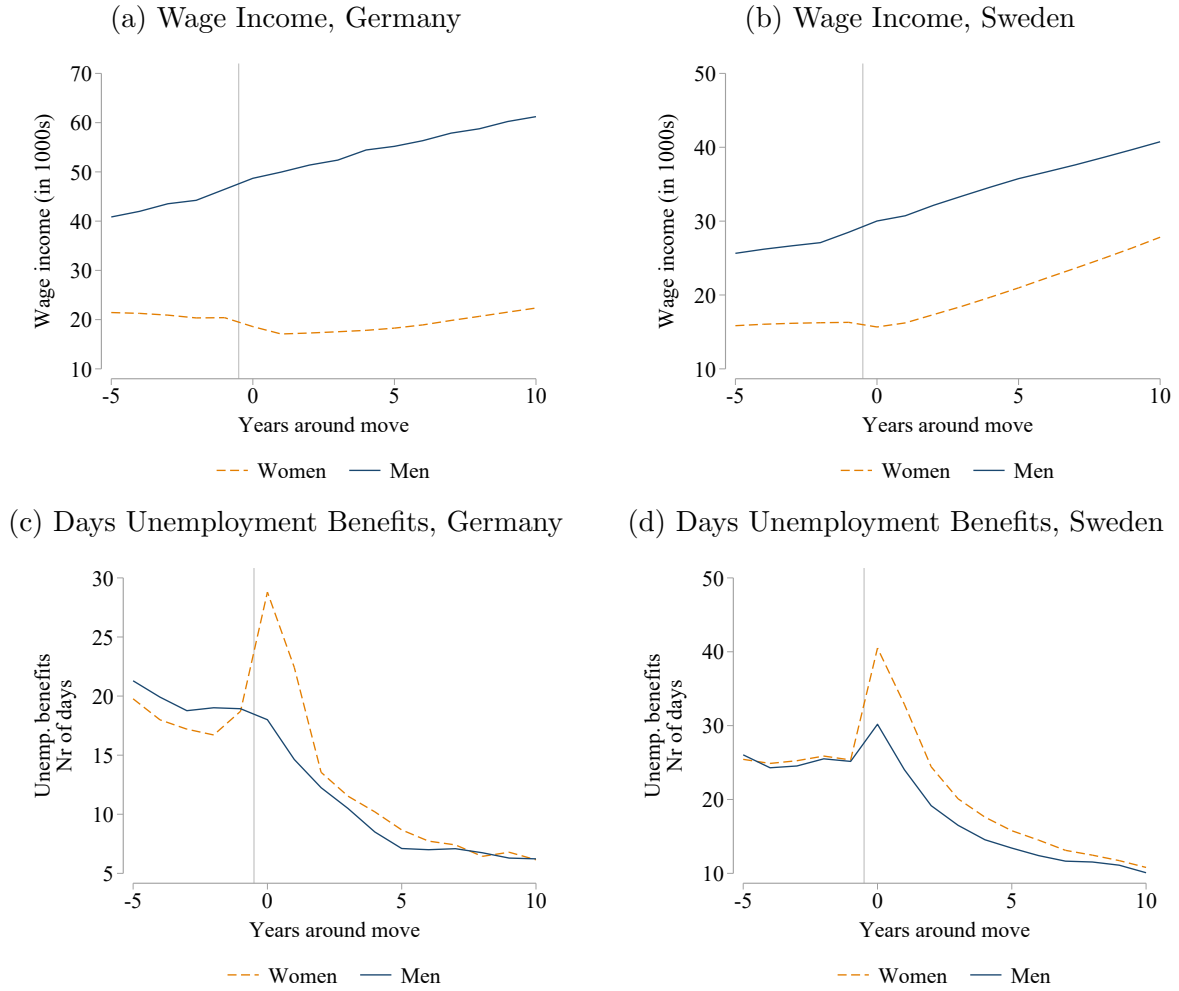 (a) Wage Income, Germany
70
60
50
40
30
20
10
Wage income (in 1000s)
-5 0 5 10
Years around move
Women Men
(b) Wage Income, Sweden
50
40
30
20
10
Wage income (in 1000s)
-5 0 5 10
Years around move
Women Men
(c) Days Unemployment Benefits, Germany
30
25
20
15
10
5
Unemp. benefits
Nr of days
-5 0 5 10
Years around move
Women Men
(d) Days Unemployment Benefits, Sweden
50
40
30
20
10
Unemp. benefits
Nr of days
-5 0 5 10
Years around move
Women Men